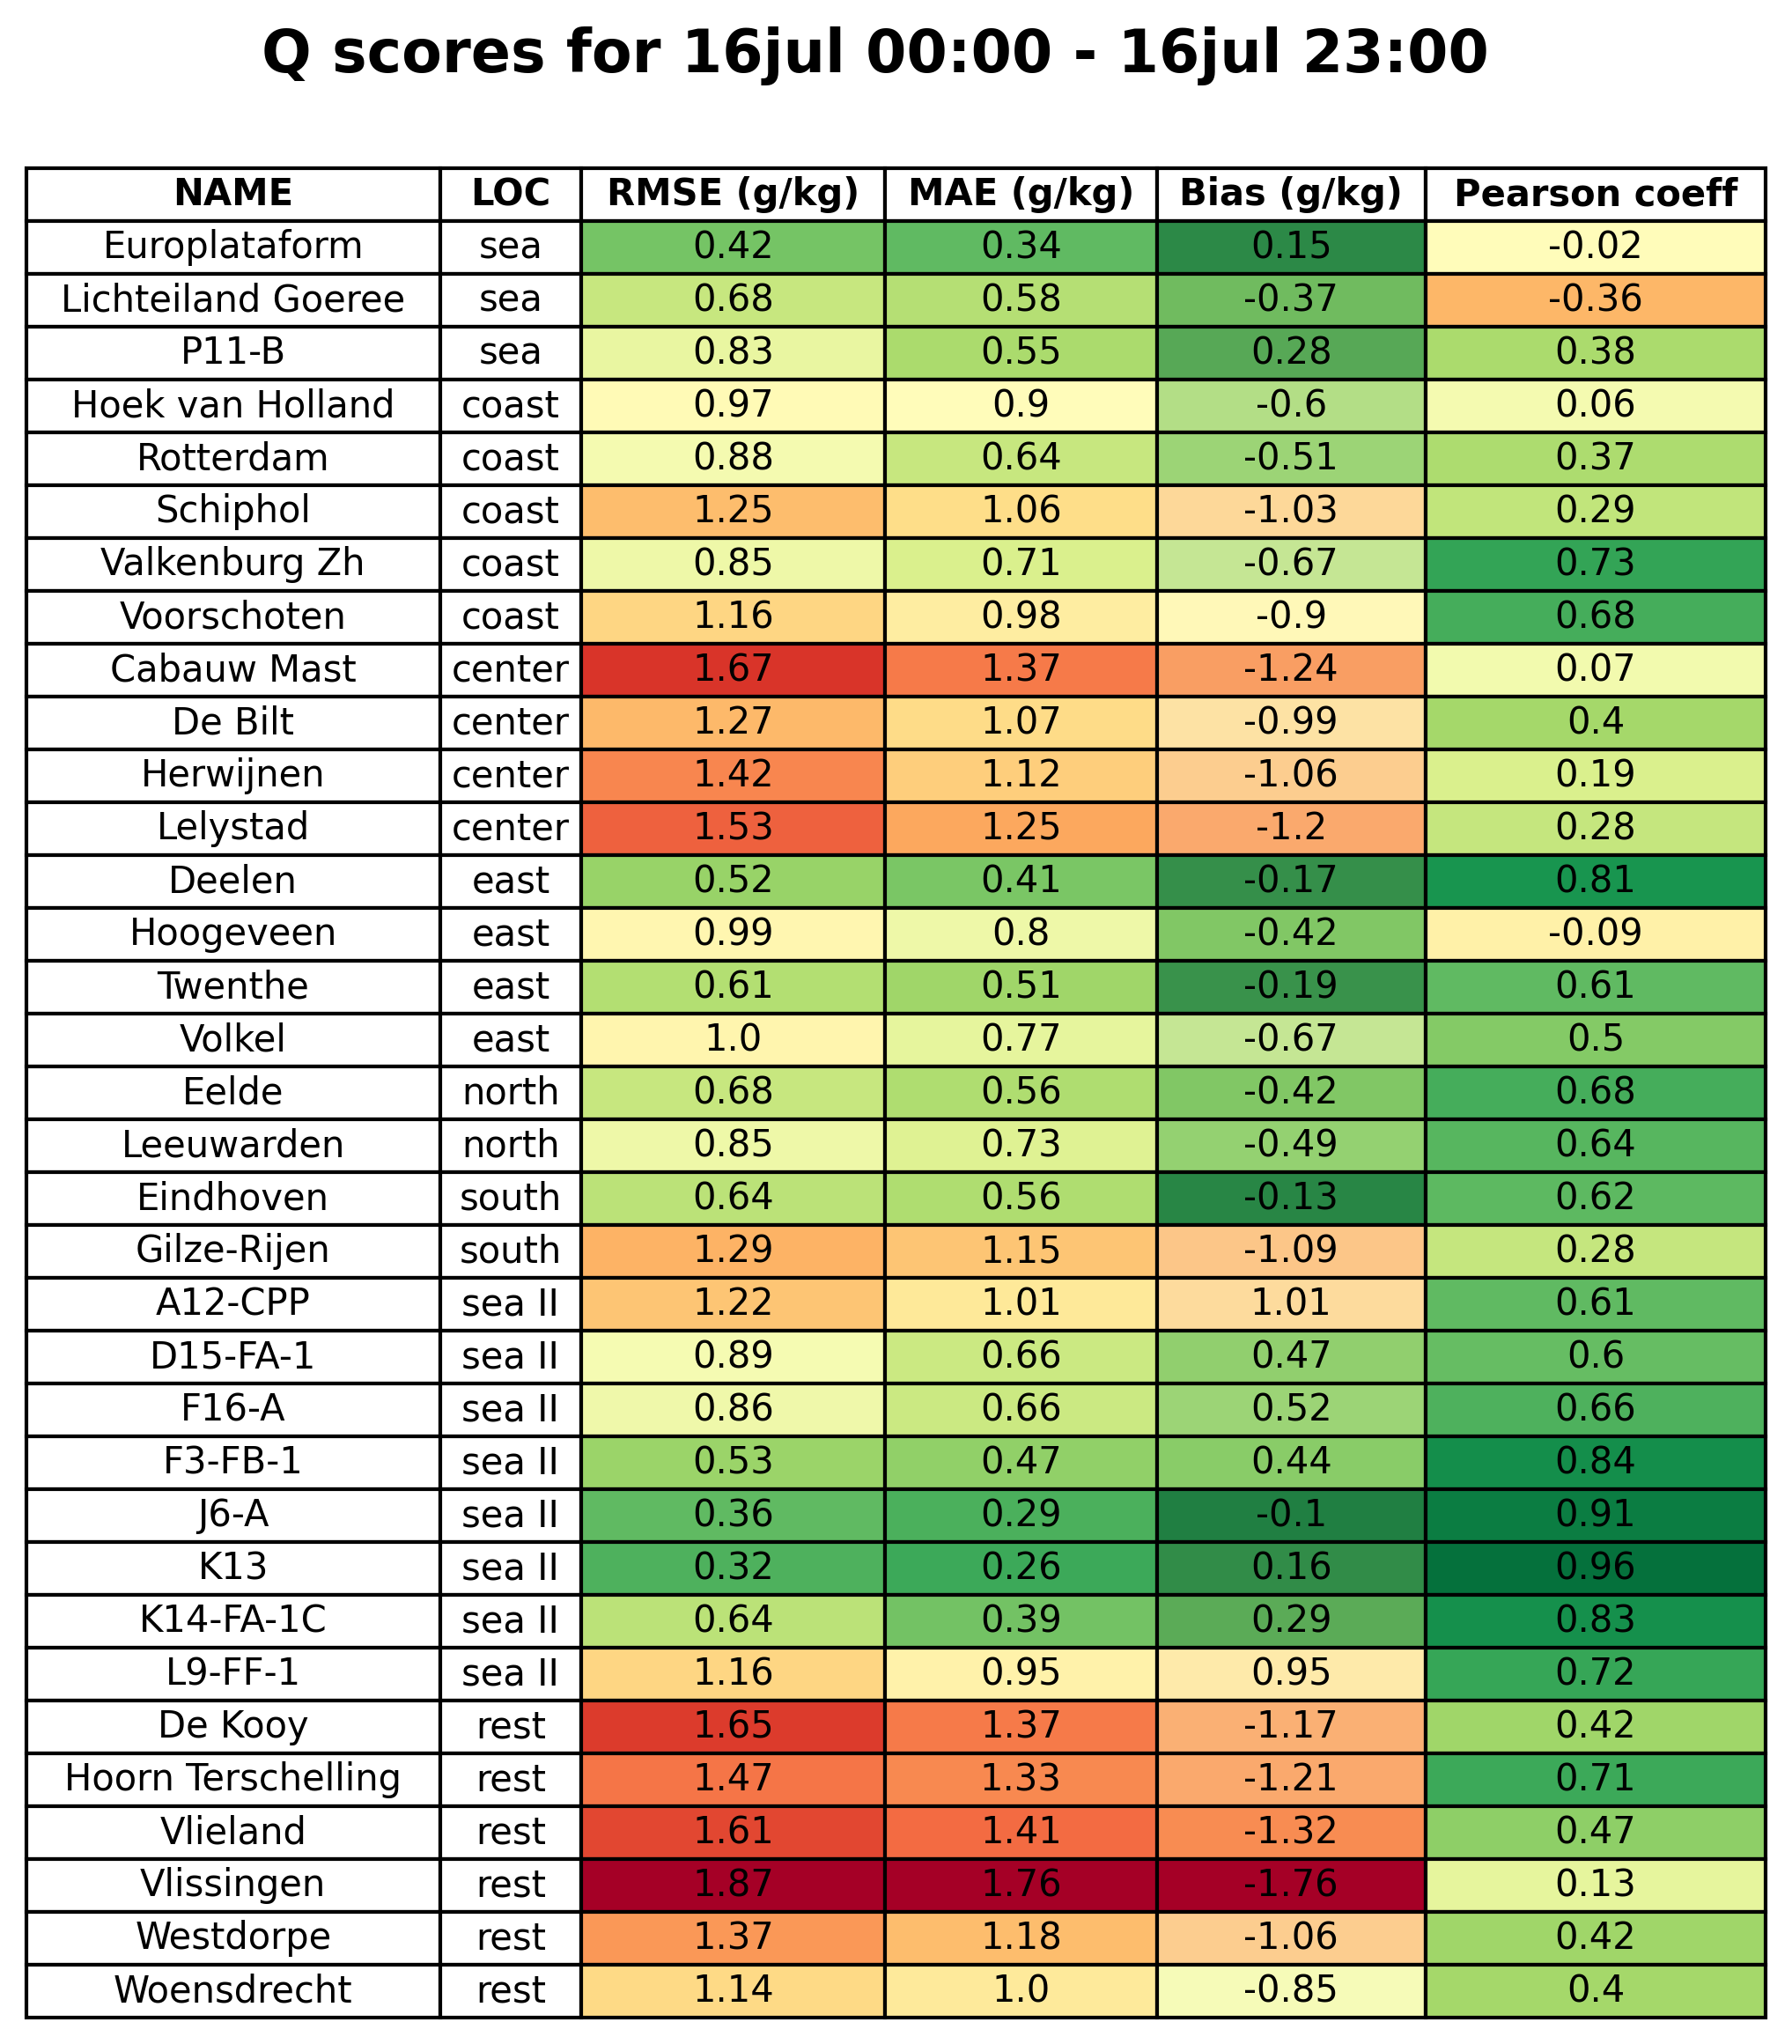 Q scores for 16jul 00:00 - 16jul 23:00
NAME LOC RMSE (g/kg) MAE (g/kg) Bias (g/kg) Pearson coeff
Europlataform sea 0.42 0.34 0.15 -0.02
Lichteiland Goeree sea 0.68 0.58 -0.37 -0.36
P11-B sea 0.83 0.55 0.28 0.38
Hoek van Holland coast 0.97 0.9 -0.6 0.06
Rotterdam coast 0.88 0.64 -0.51 0.37
Schiphol coast 1.25 1.06 -1.03 0.29
Valkenburg Zh coast 0.85 0.71 -0.67 0.73
Voorschoten coast 1.16 0.98 -0.9 0.68
Cabauw Mast center 1.67 1.37 -1.24 0.07
De Bilt center 1.27 1.07 -0.99 0.4
Herwijnen center 1.42 1.12 -1.06 0.19
Lelystad center 1.53 1.25 -1.2 0.28
Deelen east 0.52 0.41 -0.17 0.81
Hoogeveen east 0.99 0.8 -0.42 -0.09
Twenthe east 0.61 0.51 -0.19 0.61
Volkel east 1.0 0.77 -0.67 0.5
Eelde north 0.68 0.56 -0.42 0.68
Leeuwarden north 0.85 0.73 -0.49 0.64
Eindhoven south 0.64 0.56 -0.13 0.62
Gilze-Rijen south 1.29 1.15 -1.09 0.28
A12-CPP sea II 1.22 1.01 1.01 0.61
D15-FA-1 sea II 0.89 0.66 0.47 0.6
F16-A sea II 0.86 0.66 0.52 0.66
F3-FB-1 sea II 0.53 0.47 0.44 0.84
J6-A sea II 0.36 0.29 -0.1 0.91
K13 sea II 0.32 0.26 0.16 0.96
K14-FA-1C sea II 0.64 0.39 0.29 0.83
L9-FF-1 sea II 1.16 0.95 0.95 0.72
De Kooy rest 1.65 1.37 -1.17 0.42
Hoorn Terschelling rest 1.47 1.33 -1.21 0.71
Vlieland rest 1.61 1.41 -1.32 0.47
Vlissingen rest 1.87 1.76 -1.76 0.13
Westdorpe rest 1.37 1.18 -1.06 0.42
Woensdrecht rest 1.14 1.0 -0.85 0.4